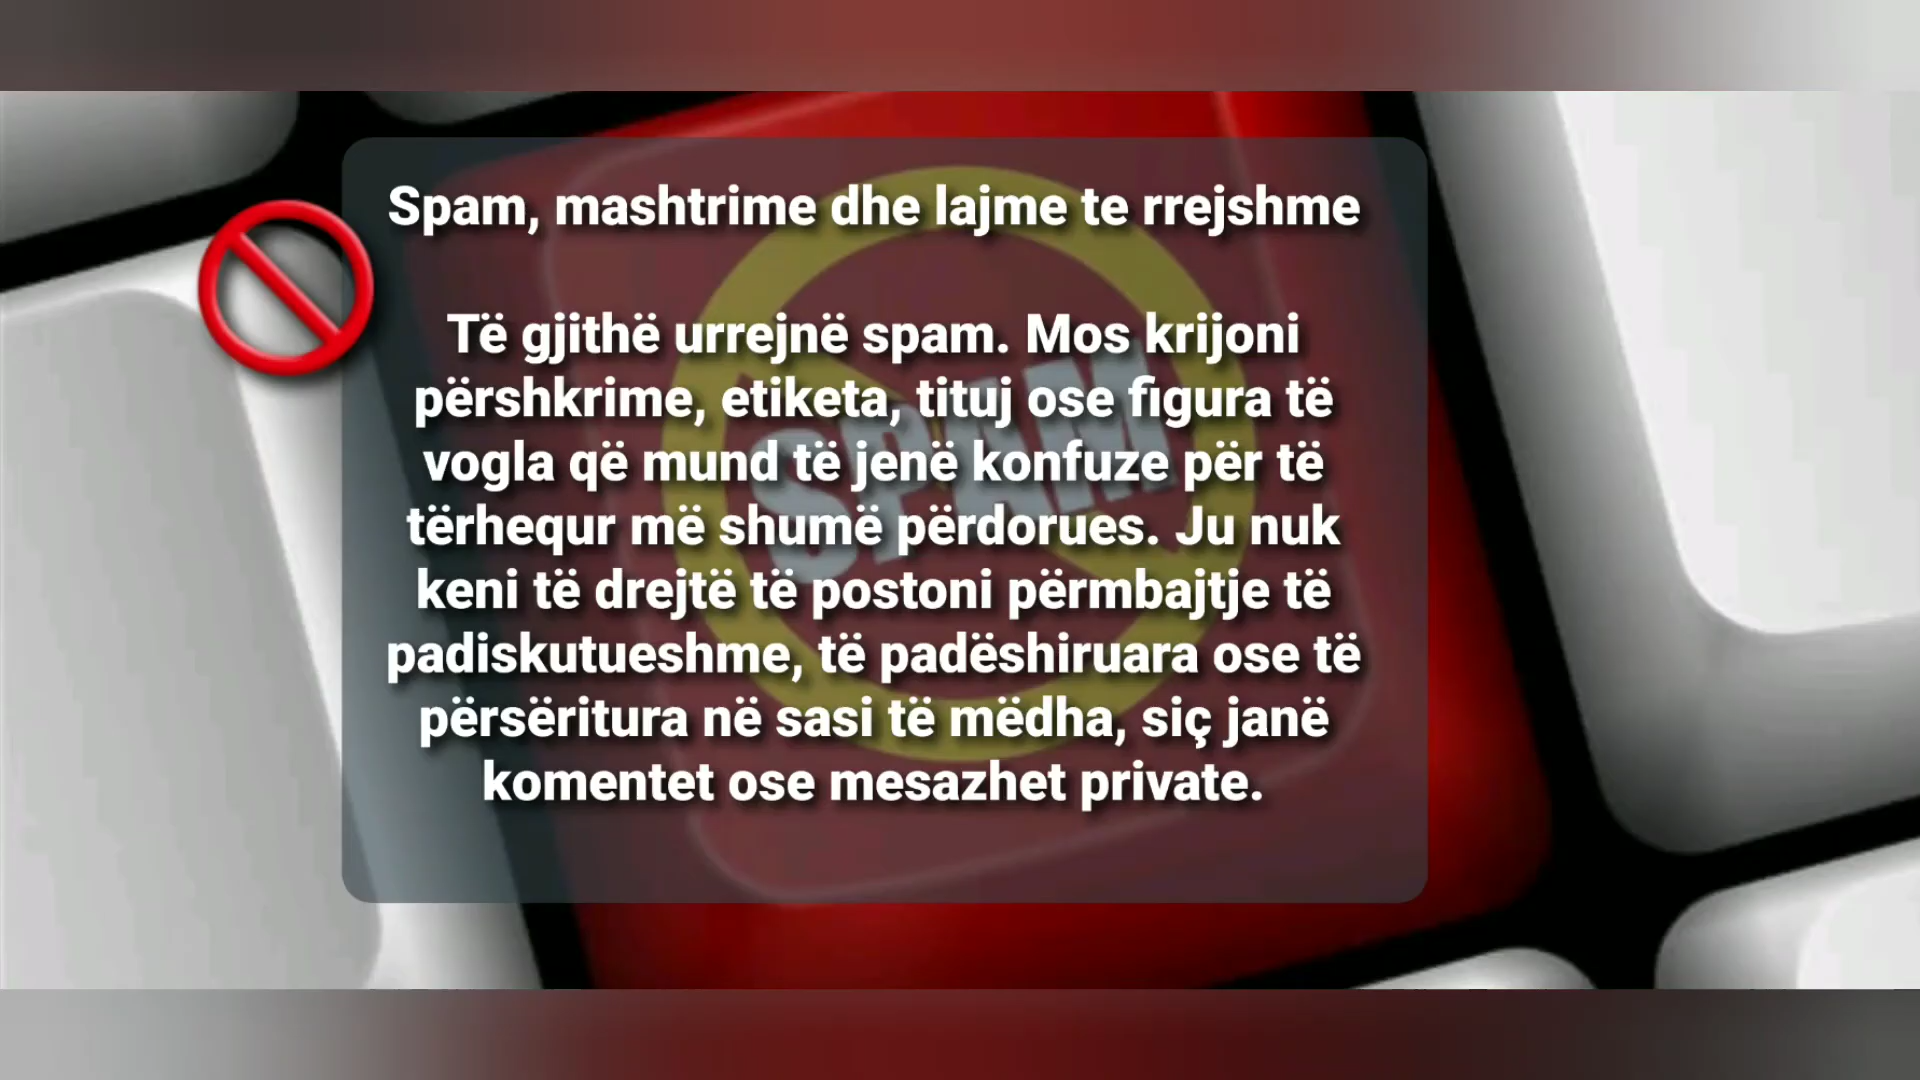 Spam, mashtrime dhe lajme te rrejshme
Të gjithë urrejnë spam. Mos krijoni
përshkrime, etiketa, tituj ose figura të
vogla që mund të jenë konfuze për të
tërhequr më shumë përdorues. Ju nuk
keni të drejtë të postoni përmbajtje të
padiskutueshme, të padëshiruara ose të
përsëritura në sasi të mëdha, siç janë
komentet ose mesazhet private.
SPAM